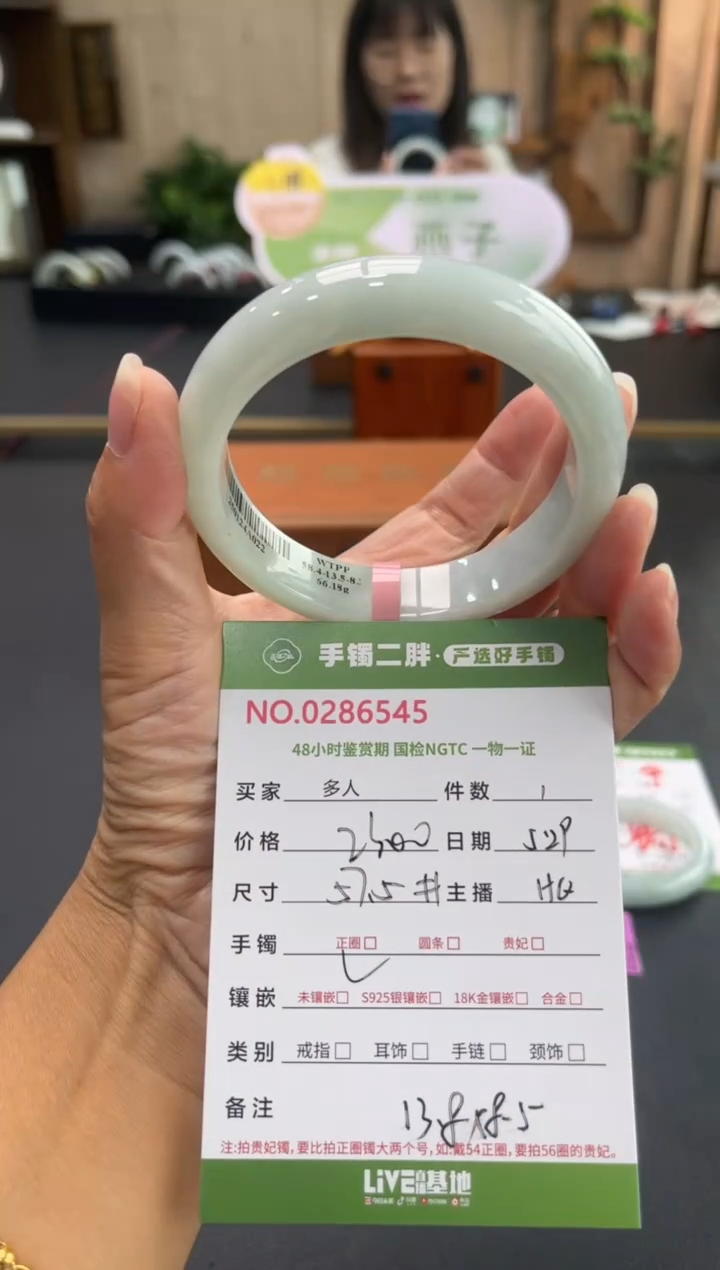 燕子
WTPP
56.18g
手镯二胖·严选好手镯
NO.0286545
48小时鉴赏期 国检NGTC 一物一证
买家 多人 件数 1
价格 日期 529
尺寸 57.5 主播 HQ
手镯 正圈 圆条 贵妃
镶嵌 未镶嵌 S925银镶嵌 18K金镶嵌 合金
类别 戒指 耳饰 手链 颈饰
备注
注:拍贵妃镯,要比拍正圈镯大两个号,如:戴54正圈,要拍56圈的贵妃。
LiVE 基地